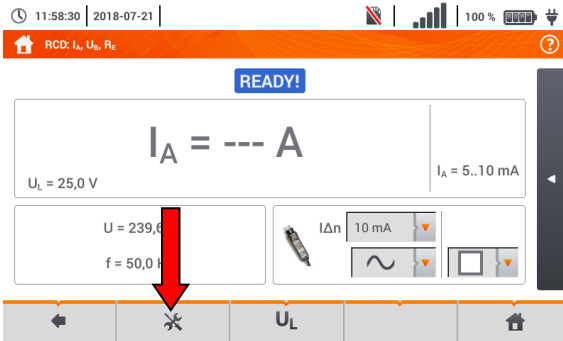 11:58:30 2018-07-21 100 %
RCD: IA, UB, RE ?
READY!
IA = --- A
UL = 25,0 V
IA = 5..10 mA
U = 239,6
f = 50,0
IΔn 10 mA
UL